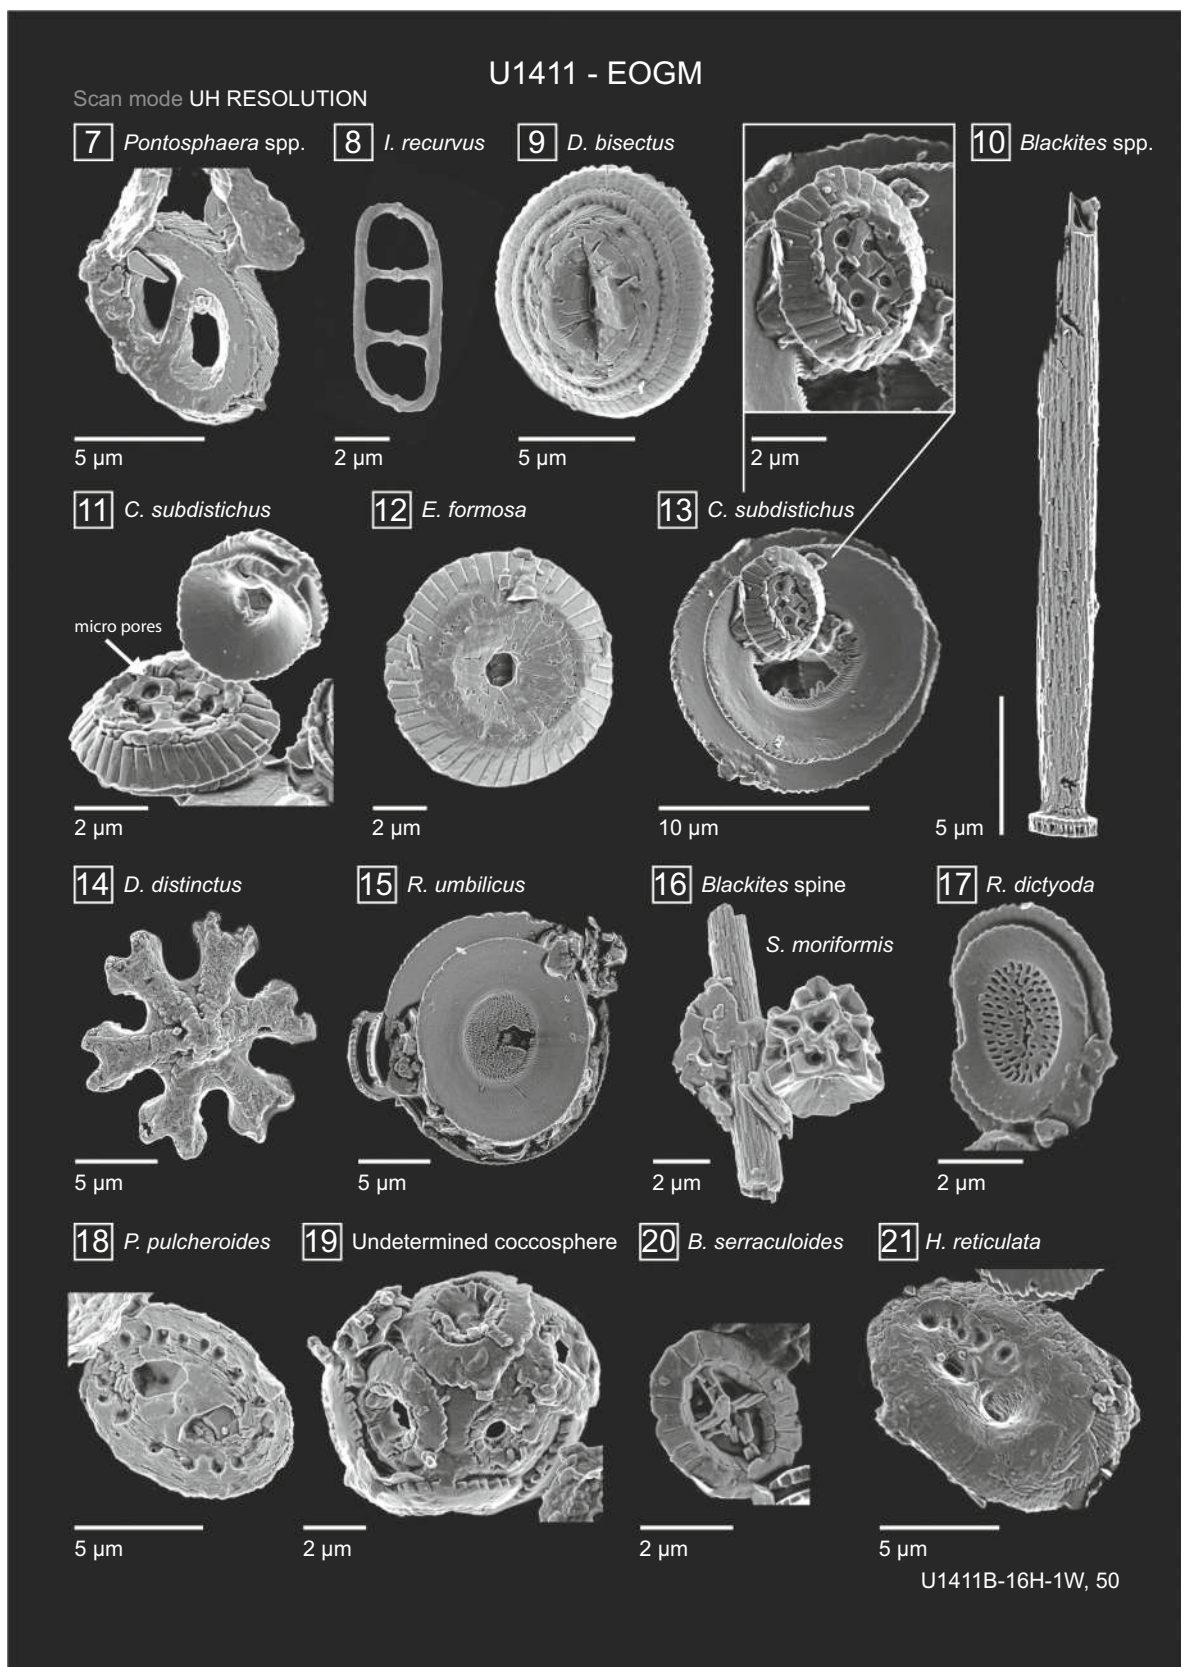 U1411 - EOGM
Scan mode UH RESOLUTION
7 Pontosphaera spp.
8 I. recurvus
9 D. bisectus
10 Blackites spp.
5 µm
2 µm
5 µm
2 µm
11 C. subdistichus
12 E. formosa
13 C. subdistichus
micro pores
2 µm
2 µm
10 µm
5 µm
14 D. distinctus
15 R. umbilicus
16 Blackites spine
17 R. dictyoda
S. moriformis
5 µm
5 µm
2 µm
2 µm
18 P. pulcheroides
19 Undetermined coccosphere
20 B. serraculoides
21 H. reticulata
5 µm
2 µm
2 µm
5 µm
U1411B-16H-1W, 50